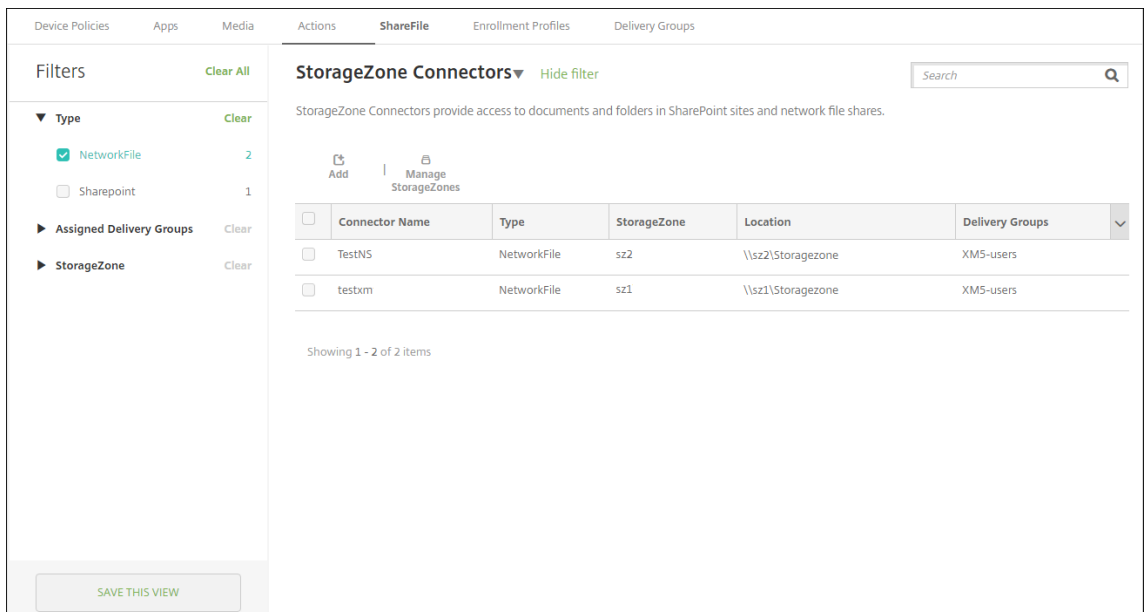 Device Policies Apps Media Actions ShareFile Enrollment Profiles Delivery Groups
Filters Clear All
Type Clear
NetworkFile 2
Sharepoint 1
Assigned Delivery Groups Clear
StorageZone Clear
SAVE THIS VIEW
StorageZone Connectors Hide filter
Search
StorageZone Connectors provide access to documents and folders in SharePoint sites and network file shares.
Add | Manage
StorageZones
Connector Name Type StorageZone Location Delivery Groups
TestNS NetworkFile sz2 \\sz2\Storagezone XM5-users
testxm NetworkFile sz1 \\sz1\Storagezone XM5-users
Showing 1 - 2 of 2 items